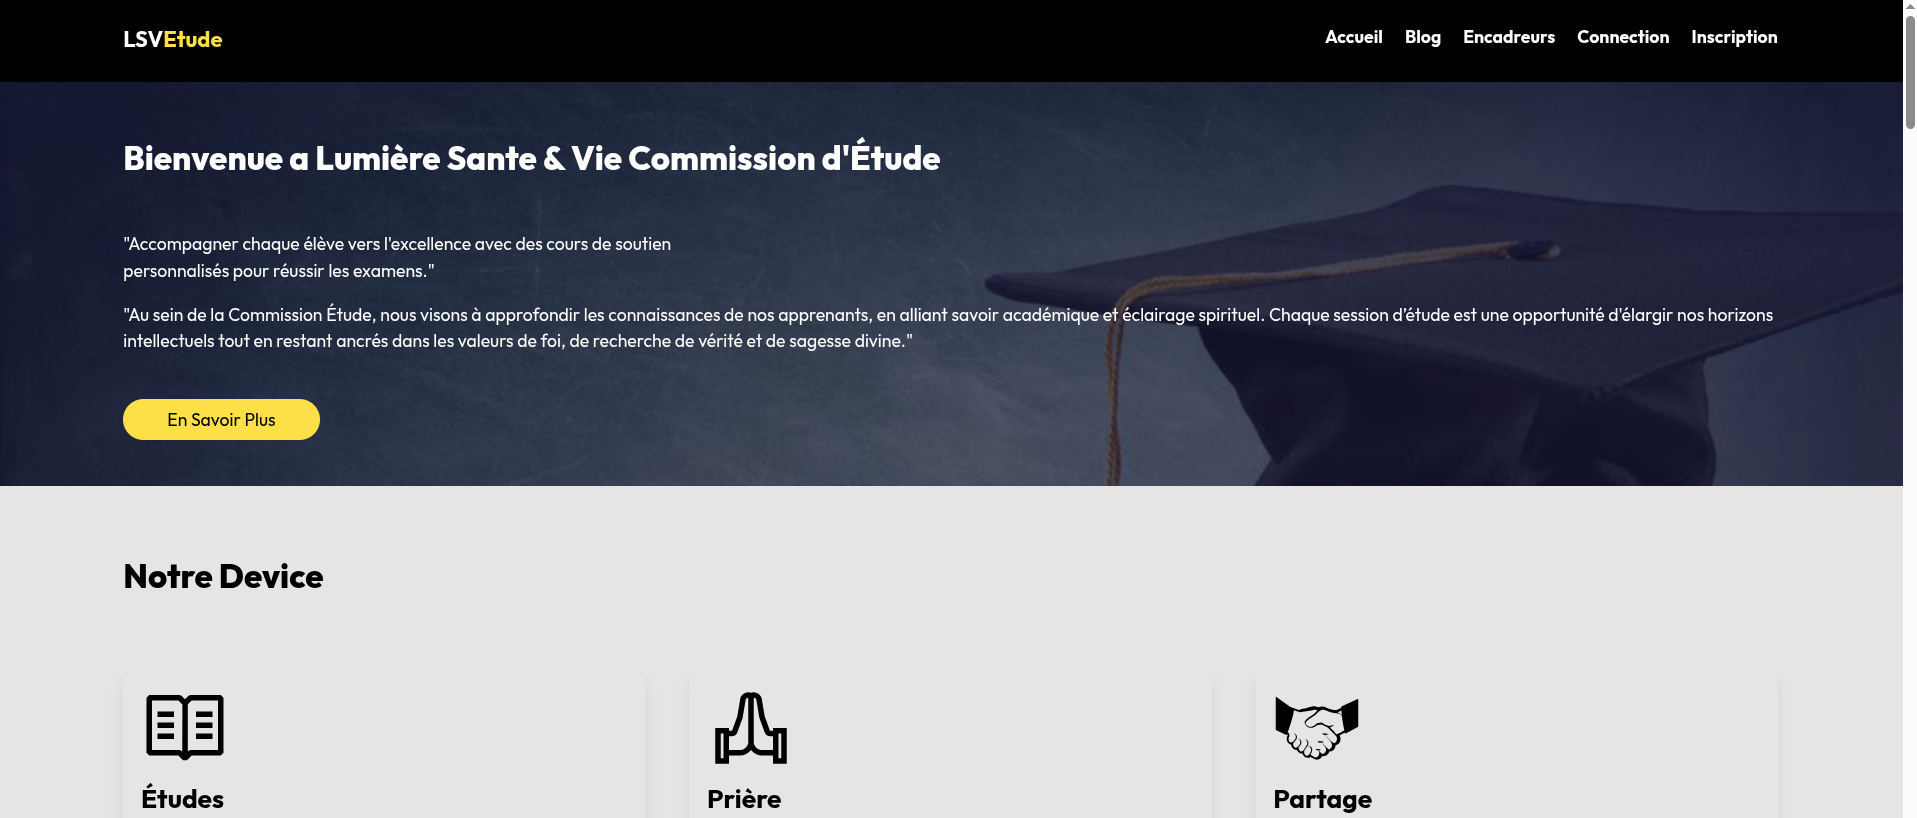 LSVEtude
Accueil Blog Encadreurs Connection Inscription
Bienvenue a Lumière Sante & Vie Commission d'Étude
"Accompagner chaque élève vers l'excellence avec des cours de soutien
personnalisés pour réussir les examens."
"Au sein de la Commission Étude, nous visons à approfondir les connaissances de nos apprenants, en alliant savoir académique et éclairage spirituel. Chaque session d'étude est une opportunité d'élargir nos horizons
intellectuels tout en restant ancrés dans les valeurs de foi, de recherche de vérité et de sagesse divine."
En Savoir Plus
Notre Device
Études
Prière
Partage